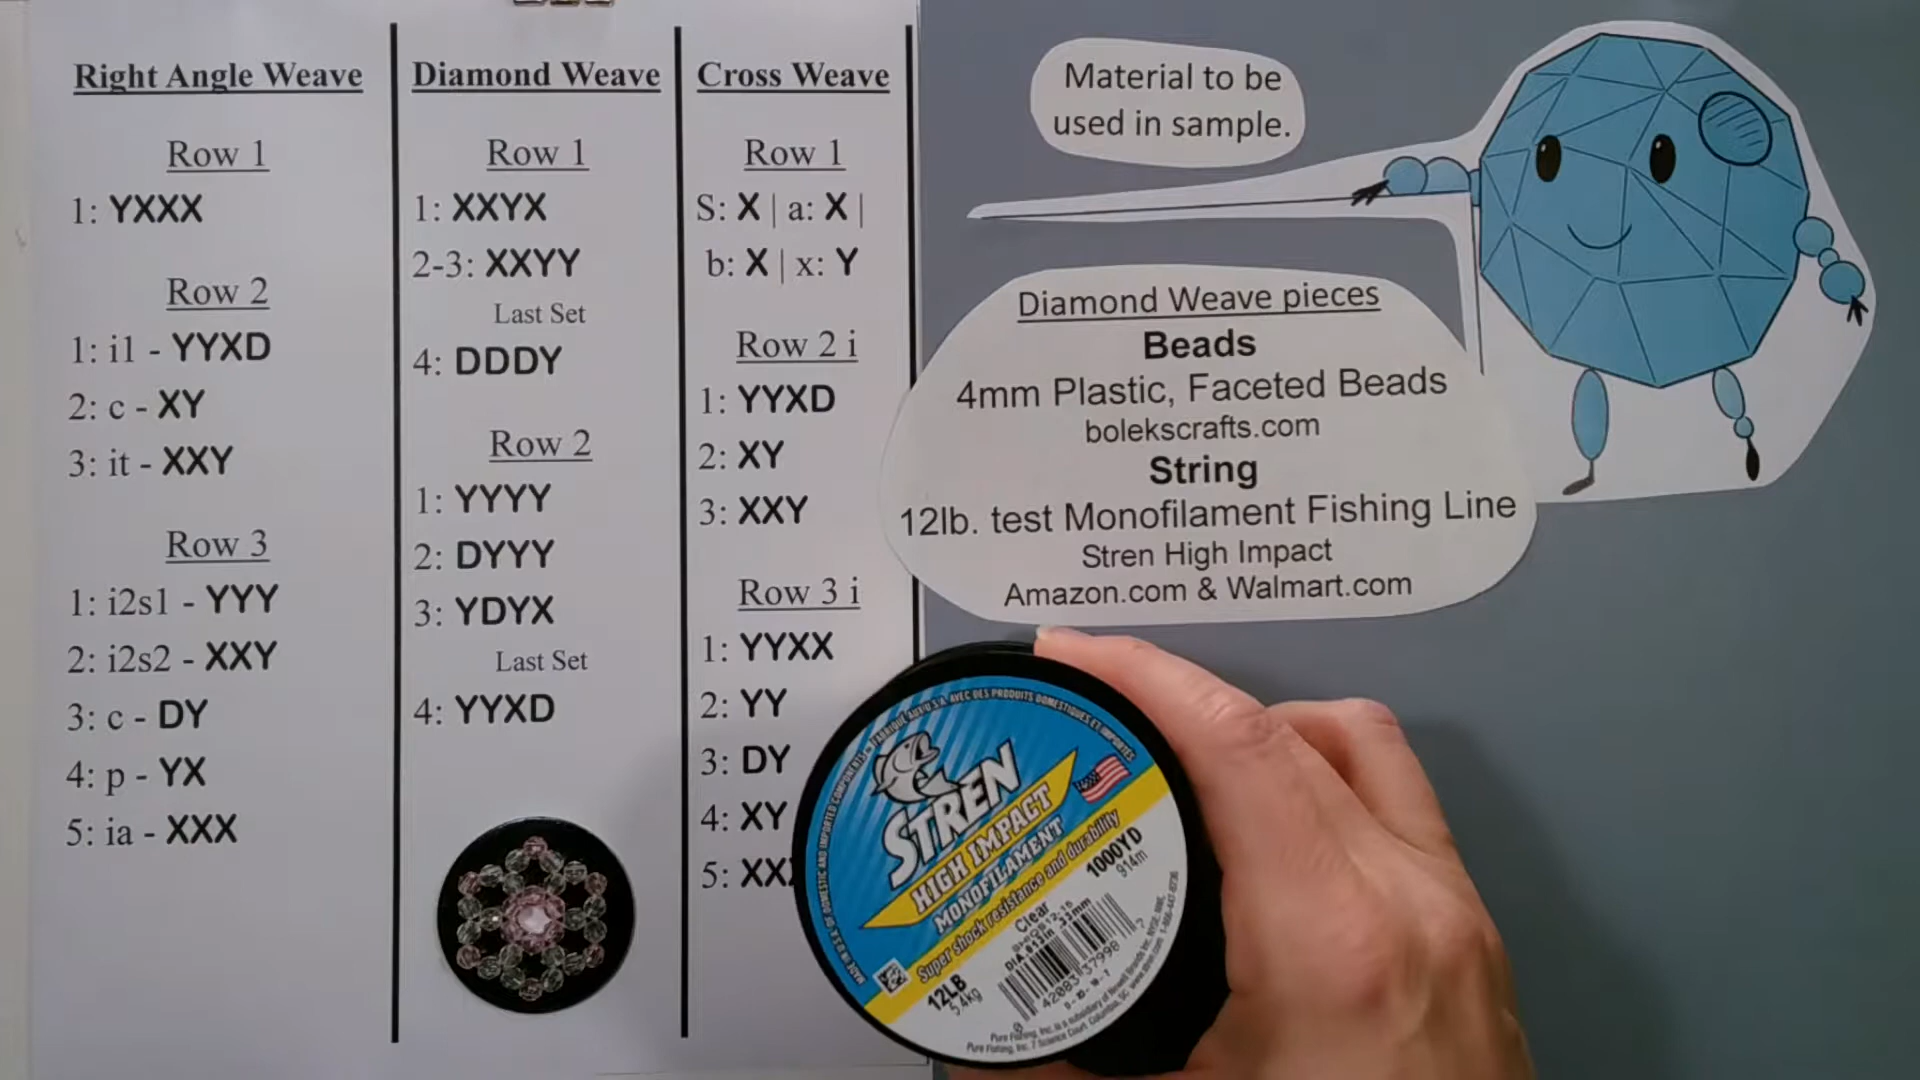 Right Angle Weave
Row 1
1: YXXX
Row 2
1: i1 - YYXD
2: c - XY
3: it - XXY
Row 3
1: i2s1 - YYY
2: i2s2 - XXY
3: c - DY
4: p - YX
5: ia - XXX
Diamond Weave
Row 1
1: XXYX
2-3: XXYY
Last Set
4: DDDY
Row 2
1: YYYY
2: DYYY
3: YDYX
Last Set
4: YYXD
Cross Weave
Row 1
S: X | a: X |
b: X | x: Y
Row 2 i
1: YYXD
2: XY
3: XXY
Row 3 i
1: YYXX
2: YY
3: DY
4: XY
5: XX
Material to be
used in sample.
Diamond Weave pieces
Beads
4mm Plastic, Faceted Beads
bolekscrafts.com
String
12lb. test Monofilament Fishing Line
Stren High Impact
Amazon.com & Walmart.com
STREN
HIGH IMPACT
MONOFILAMENT
Super shock resistance and durability
1000YD
914m
Clear
DIA .013in .33mm
12LB
5.4kg